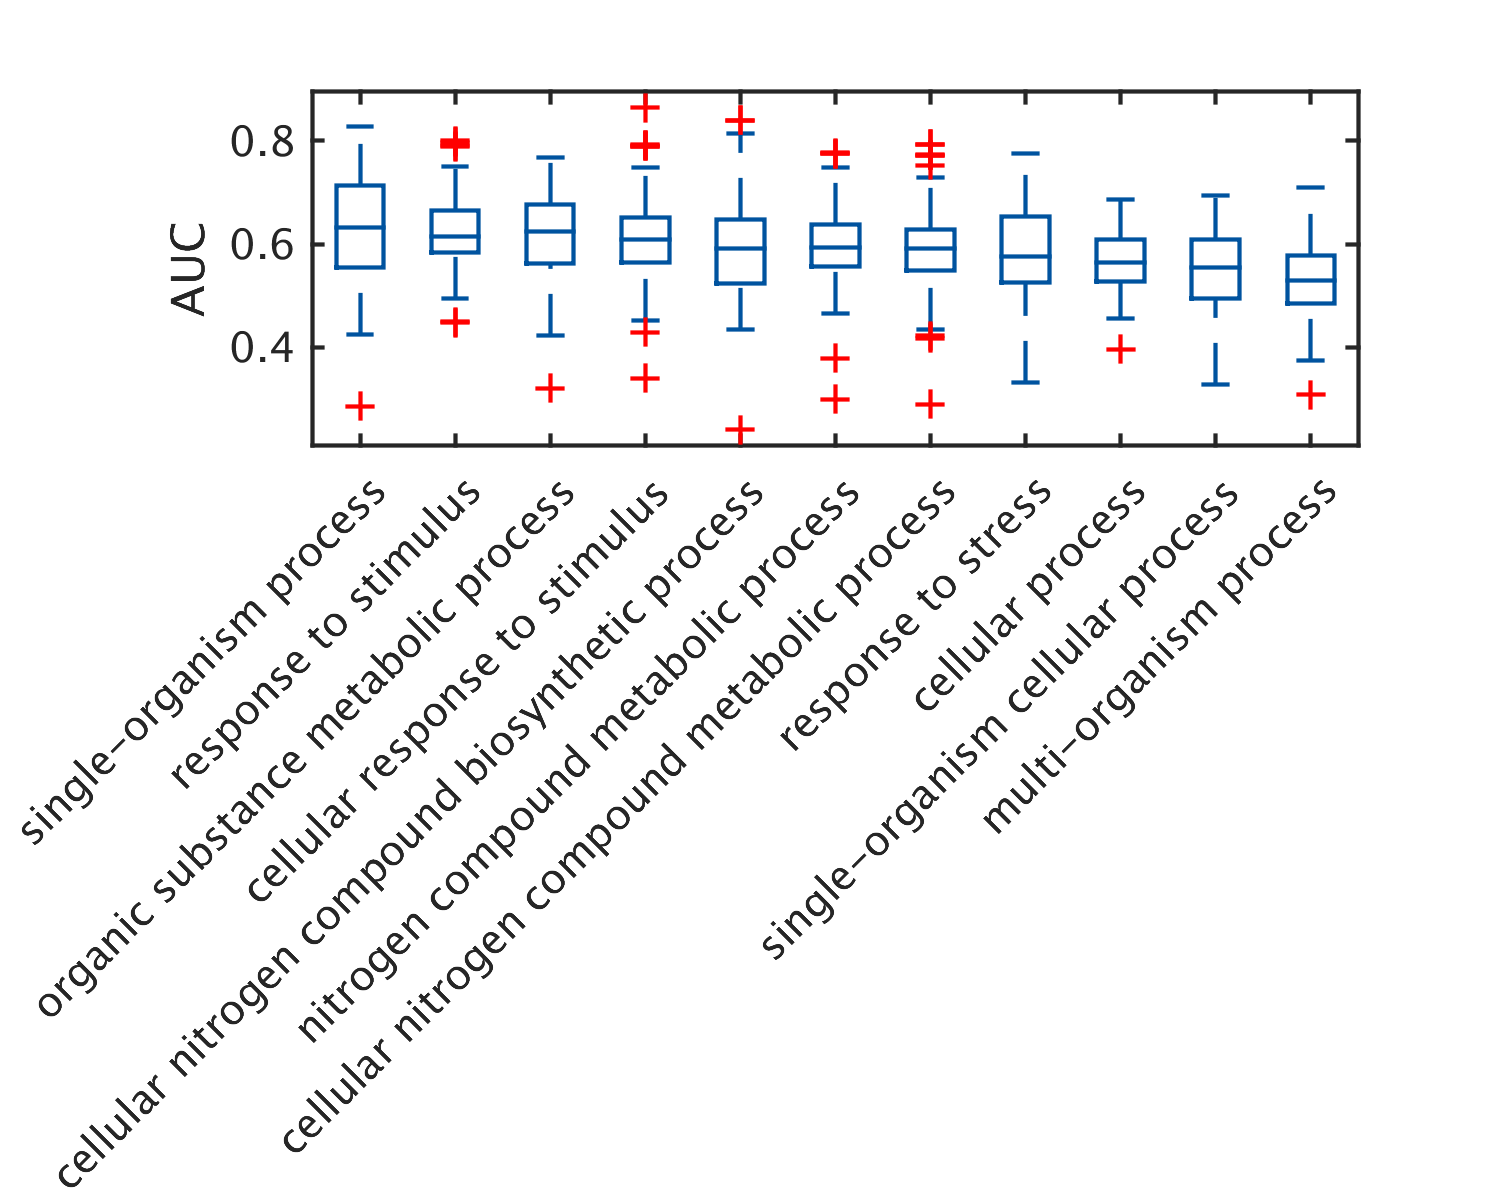 AUC
0.8
0.6
0.4
single-organism process
response to stimulus
organic substance metabolic process
cellular response to stimulus
cellular nitrogen compound biosynthetic process
nitrogen compound metabolic process
cellular nitrogen compound metabolic process
response to stress
cellular process
single-organism cellular process
multi-organism process